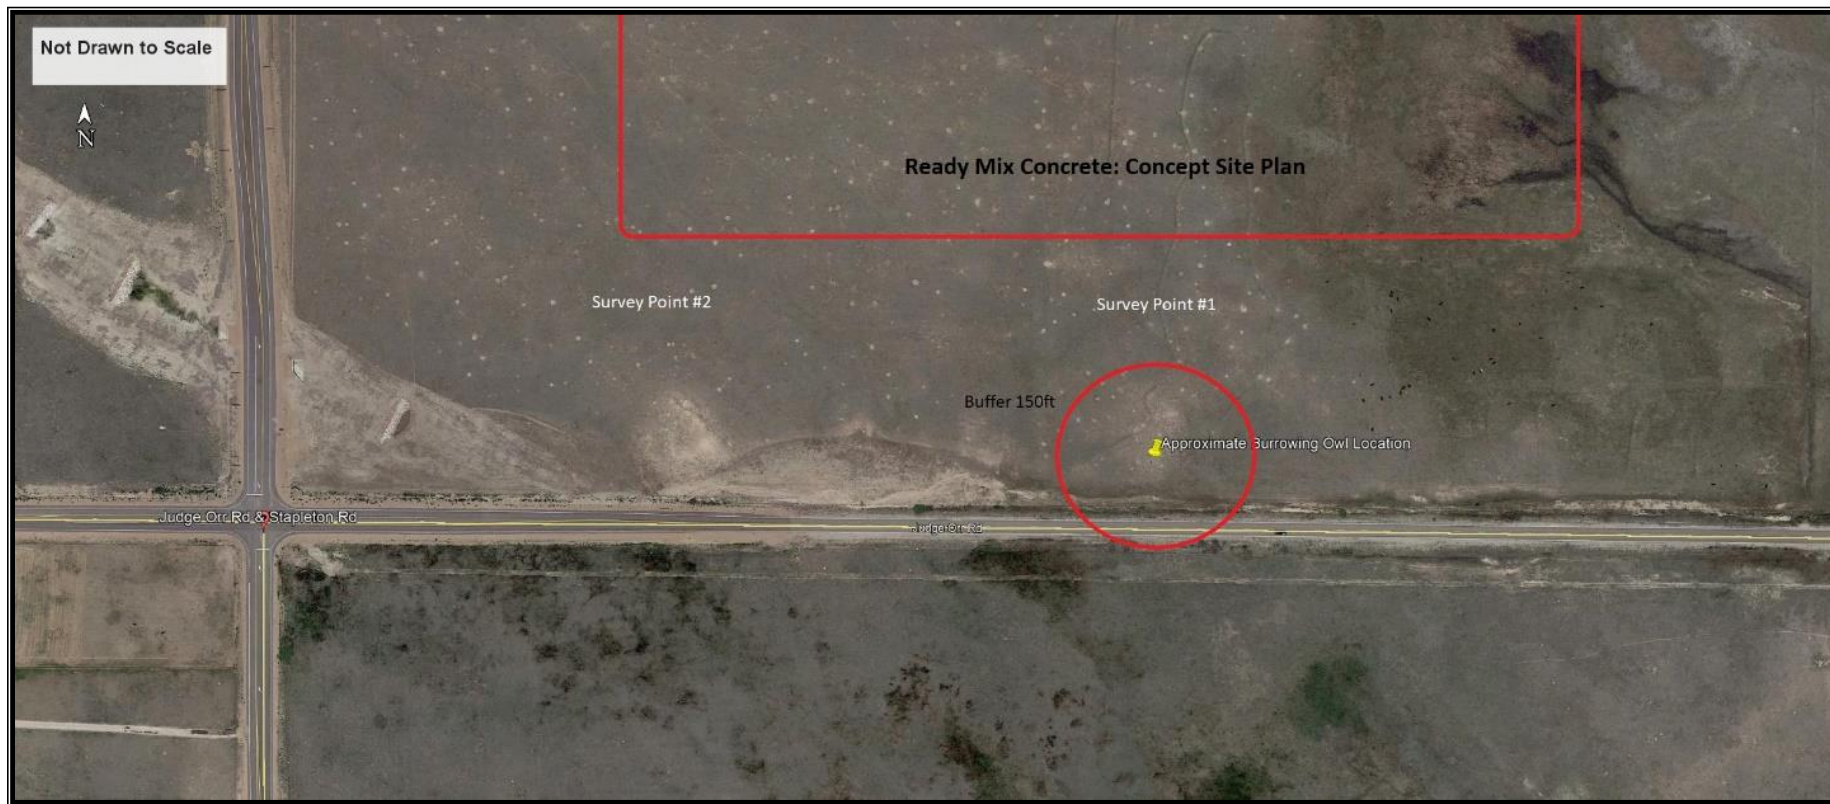 Not Drawn to Scale
N
Ready Mix Concrete: Concept Site Plan
Survey Point #2
Survey Point #1
Buffer 150ft
Approximate Burrowing Owl Location
Judge Orr Rd & Stapleton Rd
Judge Orr Rd